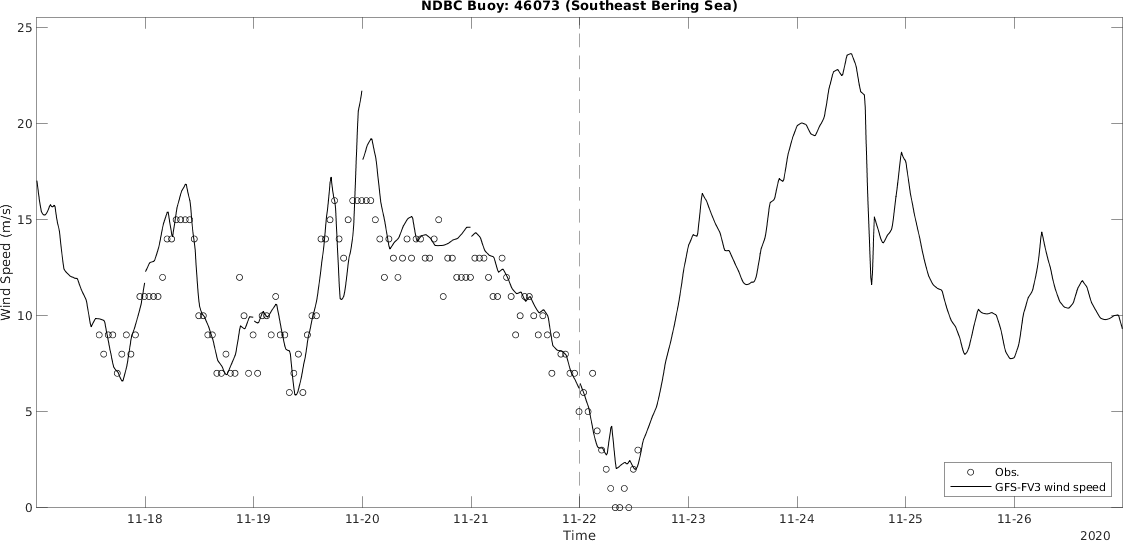 NDBC Buoy: 46073 (Southeast Bering Sea)
25
20
15
10
5
0
Wind Speed (m/s)
Obs.
GFS-FV3 wind speed
11-18 11-19 11-20 11-21 11-22 11-23 11-24 11-25 11-26
Time
2020